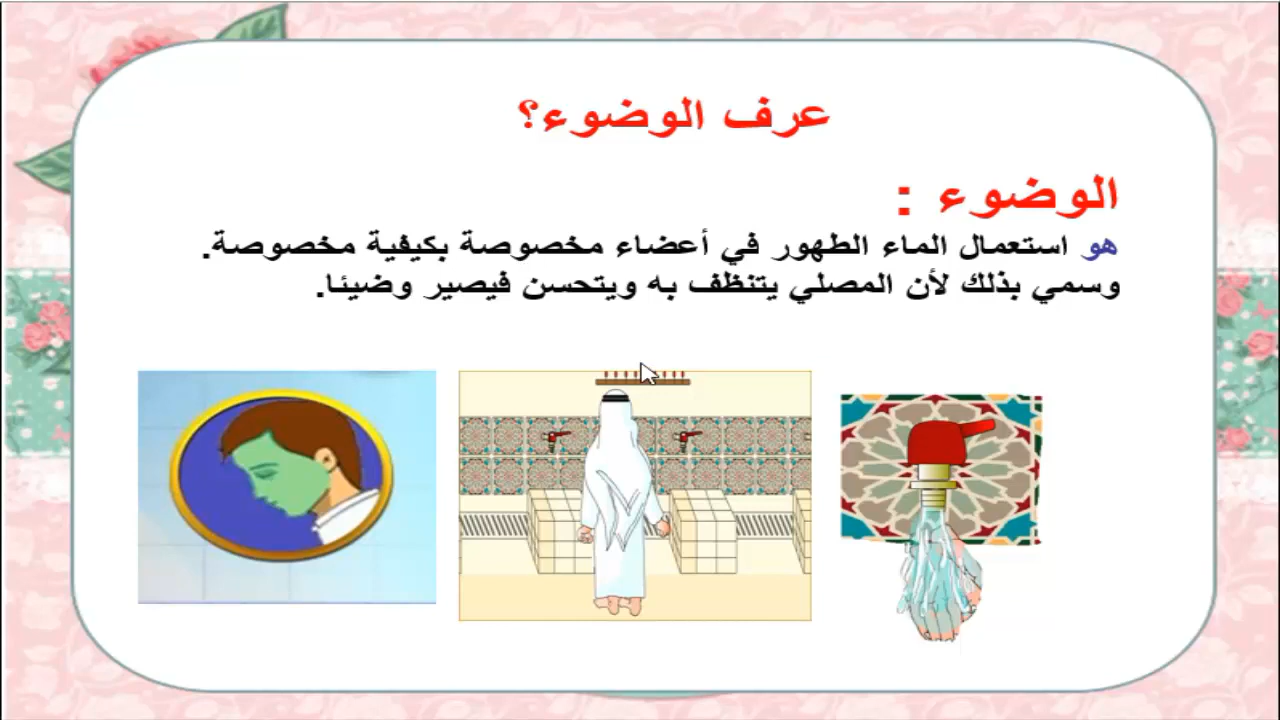 عرف الوضوء؟
الوضوء :
هو استعمال الماء الطهور في أعضاء مخصوصة بكيفية مخصوصة.
وسمي بذلك لأن المصلي يتنظف به ويتحسن فيصير وضيئا.